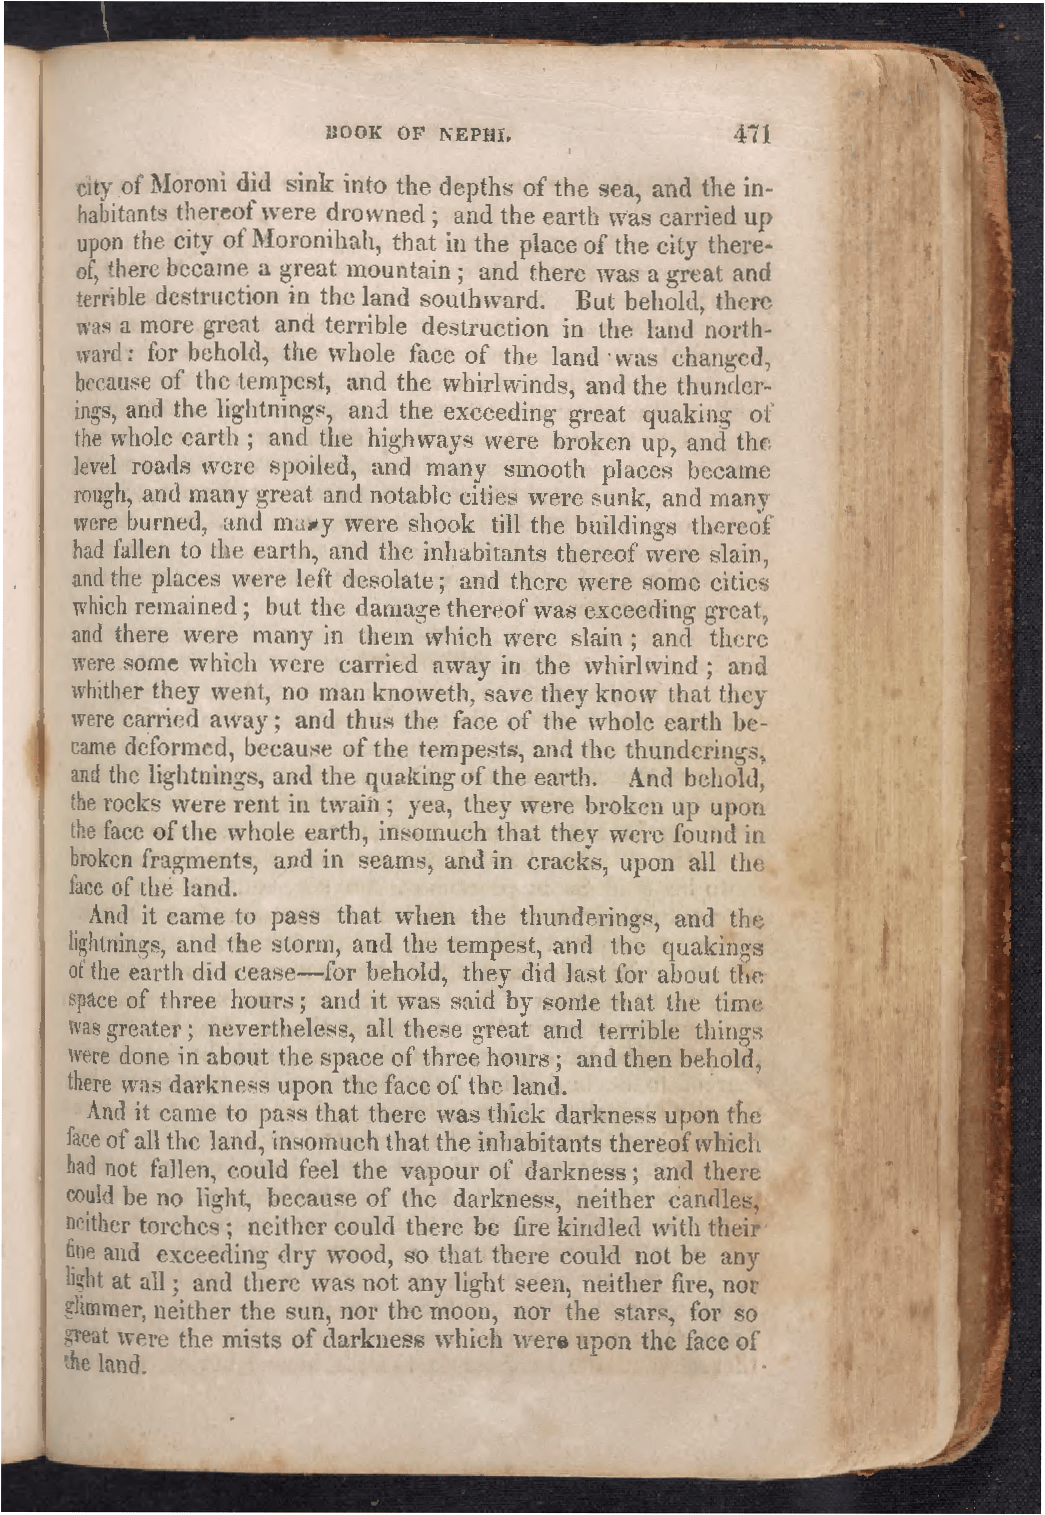 BOOK OF NEPHI. 471
city of Moroni did sink into the depths of the sea, and the in-
habitants thereof were drowned ; and the earth was carried up
upon the city of Moronihah, that in the place of the city there-
of, there became a great mountain ; and there was a great and
terrible destruction in the land southward. But behold, there
was a more great and terrible destruction in the land north-
ward : for behold, the whole face of the land was changed,
because of the tempest, and the whirlwinds, and the thunder-
ings, and the lightnings, and the exceeding great quaking of
the whole earth ; and the highways were broken up, and the
level roads were spoiled, and many smooth places became
rough, and many great and notable cities were sunk, and many
were burned, and many were shook till the buildings thereof
had fallen to the earth, and the inhabitants thereof were slain,
and the places were left desolate ; and there were some cities
which remained ; but the damage thereof was exceeding great,
and there were many in them which were slain ; and there
were some which were carried away in the whirlwind ; and
whither they went, no man knoweth, save they know that they
were carried away ; and thus the face of the whole earth be-
came deformed, because of the tempests, and the thunderings,
and the lightnings, and the quaking of the earth. And behold,
the rocks were rent in twain ; yea, they were broken up upon
the face of the whole earth, insomuch that they were found in
broken fragments, and in seams, and in cracks, upon all the
face of the land.
And it came to pass that when the thunderings, and the
lightnings, and the storm, and the tempest, and the quakings
of the earth did cease—for behold, they did last for about the
space of three hours ; and it was said by some that the time
was greater ; nevertheless, all these great and terrible things
were done in about the space of three hours ; and then behold,
there was darkness upon the face of the land.
And it came to pass that there was thick darkness upon the
face of all the land, insomuch that the inhabitants thereof which
had not fallen, could feel the vapour of darkness ; and there
could be no light, because of the darkness, neither candles,
neither torches ; neither could there be fire kindled with their
fine and exceeding dry wood, so that there could not be any
light at all ; and there was not any light seen, neither fire, nor
glimmer, neither the sun, nor the moon, nor the stars, for so
great were the mists of darkness which were upon the face of
the land.